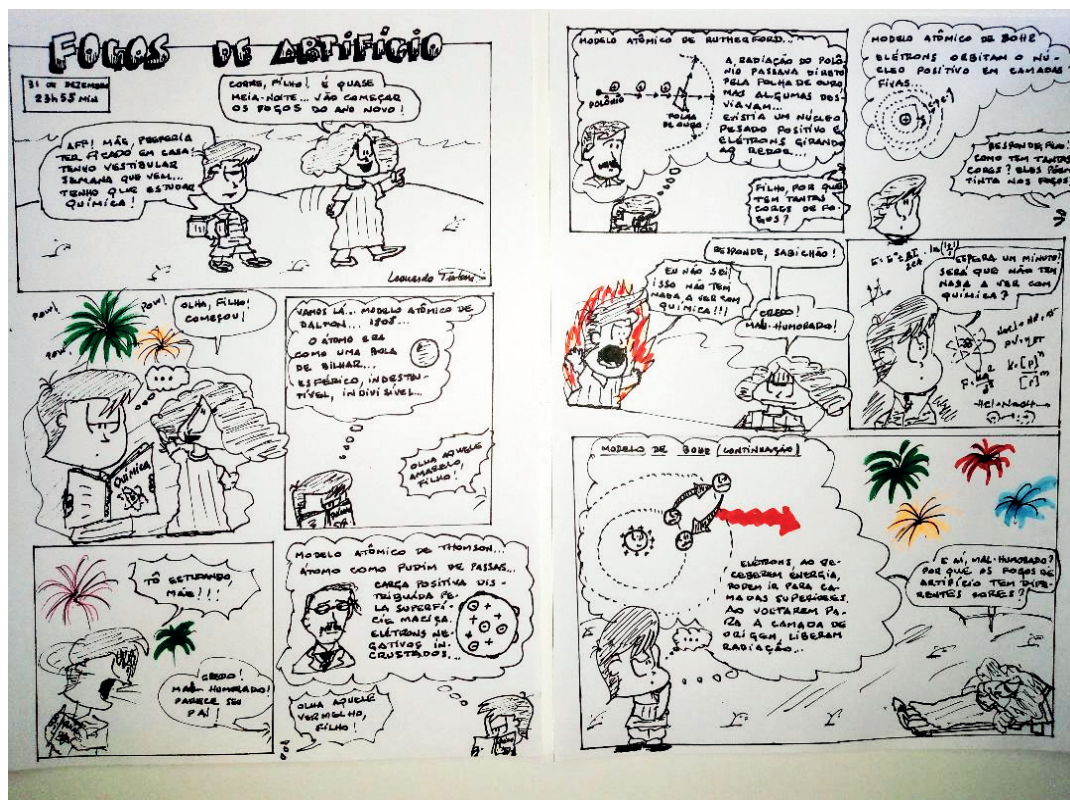 FOGOS DE ARTIFÍCIO
31 DE DEZEMBRO
23H55 MIN
CORRE, FILHO! É QUASE
MEIA-NOITE... VÃO COMEÇAR
OS FOGOS DO ANO NOVO!
AFF! MÃE, PREFERIA
TER FICADO EM CASA!
TENHO VESTIBULAR
SEMANA QUE VEM...
TENHO QUE ESTUDAR
QUÍMICA!
Leonardo
POW!
POW!
POW!
OLHA, FILHO!
COMEÇOU!
...
QUÍMICA
VAMOS LÁ... MODELO ATÔMICO DE
DALTON... 1808...
O ÁTOMO ERA
COMO UMA BOLA
DE BILHAR...
ESFÉRICO, INDESTRU-
TÍVEL, INDIVISÍVEL...
OLHA AQUELE
AMARELO,
FILHO!
TÔ ESTUDANDO,
MÃE!!!
CREDO!
MAL-HUMORADO!
PARECE SEU
PAI!
MODELO ATÔMICO DE THOMSON...
ÁTOMO COMO PUDIM DE PASSAS...
CARGA POSITIVA DIS-
TRIBUÍDA PE-
LA SUPERFÍ-
CIE MACIÇA.
ELÉTRONS NE-
GATIVOS IN-
CRUSTADOS...
OLHA AQUELE
VERMELHO,
FILHO!
MODELO ATÔMICO DE RUTHERFORD...
POLÔNIO
FOLHA
DE OURO
A RADIAÇÃO DO POLÔ-
NIO PASSAVA DIRETO
PELA FOLHA DE OURO,
MAS ALGUMAS DES-
VIAVAM.
EXISTIA UM NÚCLEO
PESADO POSITIVO E
ELÉTRONS GIRANDO
AO REDOR...
FILHO, POR QUE
TEM TANTAS
CORES DE FO-
GOS?
MODELO ATÔMICO DE BOHR
ELÉTRONS ORBITAM O NÚ-
CLEO POSITIVO EM CAMADAS
FIXAS...
RESPONDE, FILHO!
COMO TEM TANTAS
CORES? ELES PÕEM
TINTA NOS FOGOS?
RESPONDE, SABICHÃO!
EU NÃO SEI!
ISSO NÃO TEM
NADA A VER COM
QUÍMICA!!!
CREDO!
MAL-HUMORADO!
ESPERA UM MINUTO!
SERÁ QUE NÃO TEM
NADA A VER COM
QUÍMICA?
MODELO DE BOHR (CONTINUAÇÃO)
ELÉTRONS, AO RE-
CEBEREM ENERGIA,
PODEM IR PARA CA-
MADAS SUPERIORES.
AO VOLTAREM PA-
RA A CAMADA DE
ORIGEM, LIBERAM
RADIAÇÃO...
...
E AÍ, MAL-HUMORADO?
POR QUE OS FOGOS DE
ARTIFÍCIO TEM DIFE-
RENTES CORES?